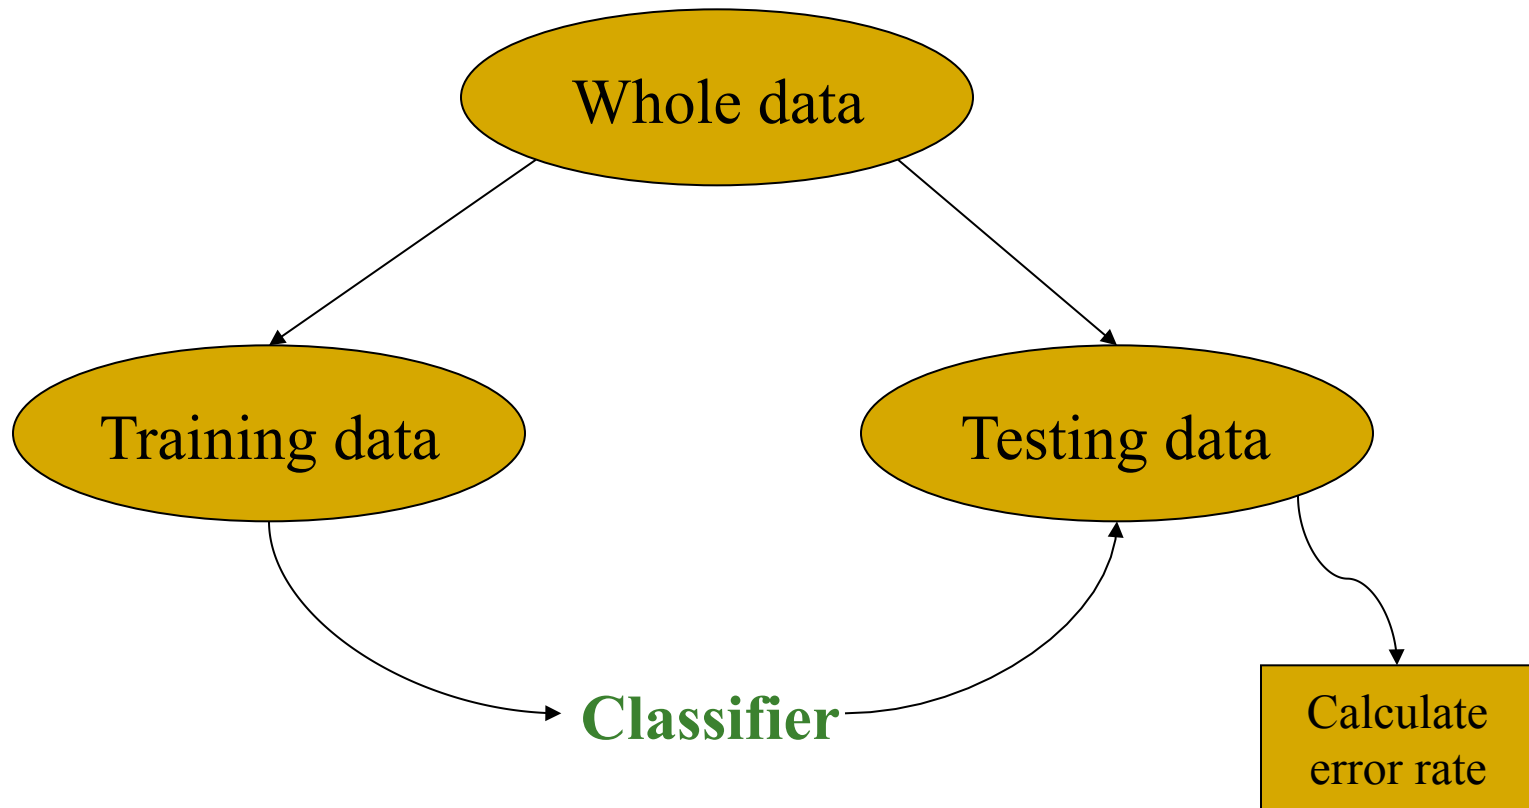 Whole data
Training data
Testing data
Classifier
Calculate
error rate